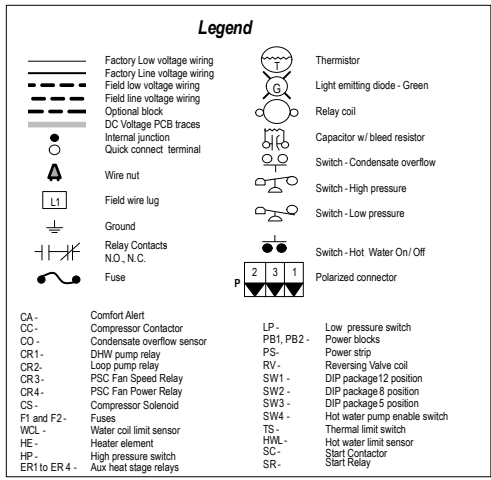 Legend
Factory Low voltage wiring
Factory Line voltage wiring
Field low voltage wiring
Field line voltage wiring
Optional block
DC Voltage PCB traces
Internal junction
Quick connect terminal
Wire nut
L1 Field wire lug
Ground
Relay Contacts
N.O., N.C.
Fuse
T Thermistor
G Light emitting diode - Green
Relay coil
Capacitor w/ bleed resistor
Switch - Condensate overflow
Switch - High pressure
Switch - Low pressure
Switch - Hot Water On/Off
P 2 3 1 Polarized connector
CA - Comfort Alert
CC - Compressor Contactor
CO - Condensate overflow sensor
CR1 - DHW pump relay
CR2- Loop pump relay
CR3 - PSC Fan Speed Relay
CR4 - PSC Fan Power Relay
CS - Compressor Solenoid
F1 and F2 - Fuses
WCL - Water coil limit sensor
HE - Heater element
HP - High pressure switch
ER1 to ER 4 - Aux heat stage relays
LP - Low pressure switch
PB1, PB2 - Power blocks
PS- Power strip
RV - Reversing Valve coil
SW1 - DIP package 12 position
SW2 - DIP package 8 position
SW3 - DIP package 5 position
SW4 - Hot water pump enable switch
TS - Thermal limit switch
HWL- Hot water limit sensor
SC - Start Contactor
SR- Start Relay